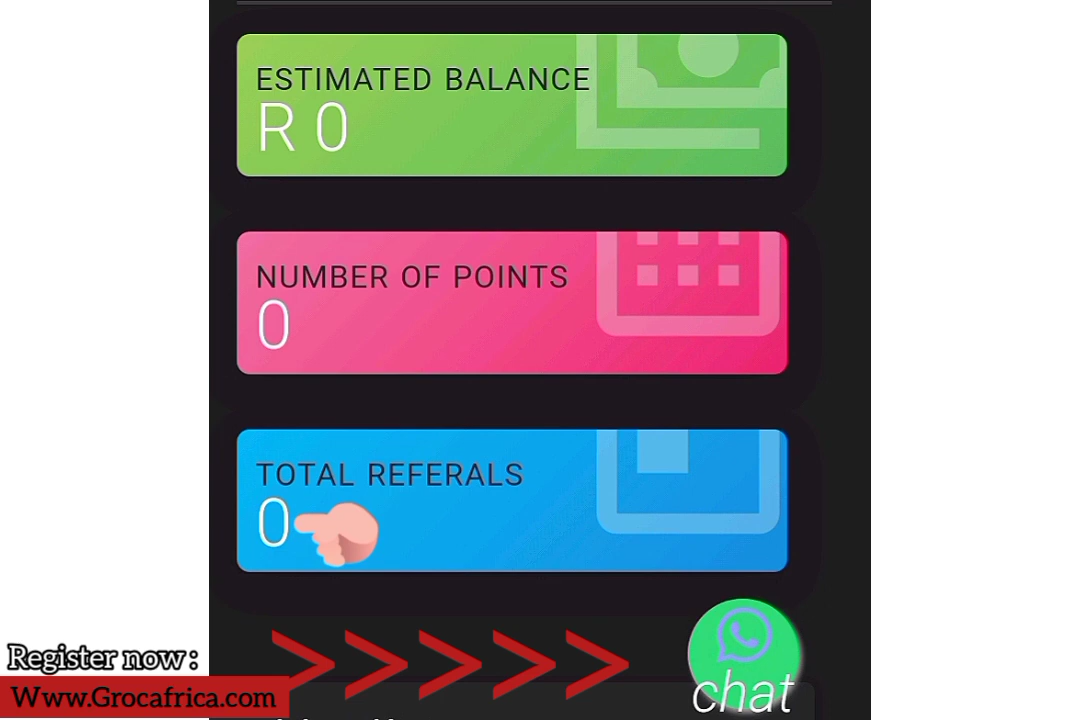 ESTIMATED BALANCE
R 0
NUMBER OF POINTS
0
TOTAL REFERALS
0
Register now:
Www.Grocafrica.com
chat